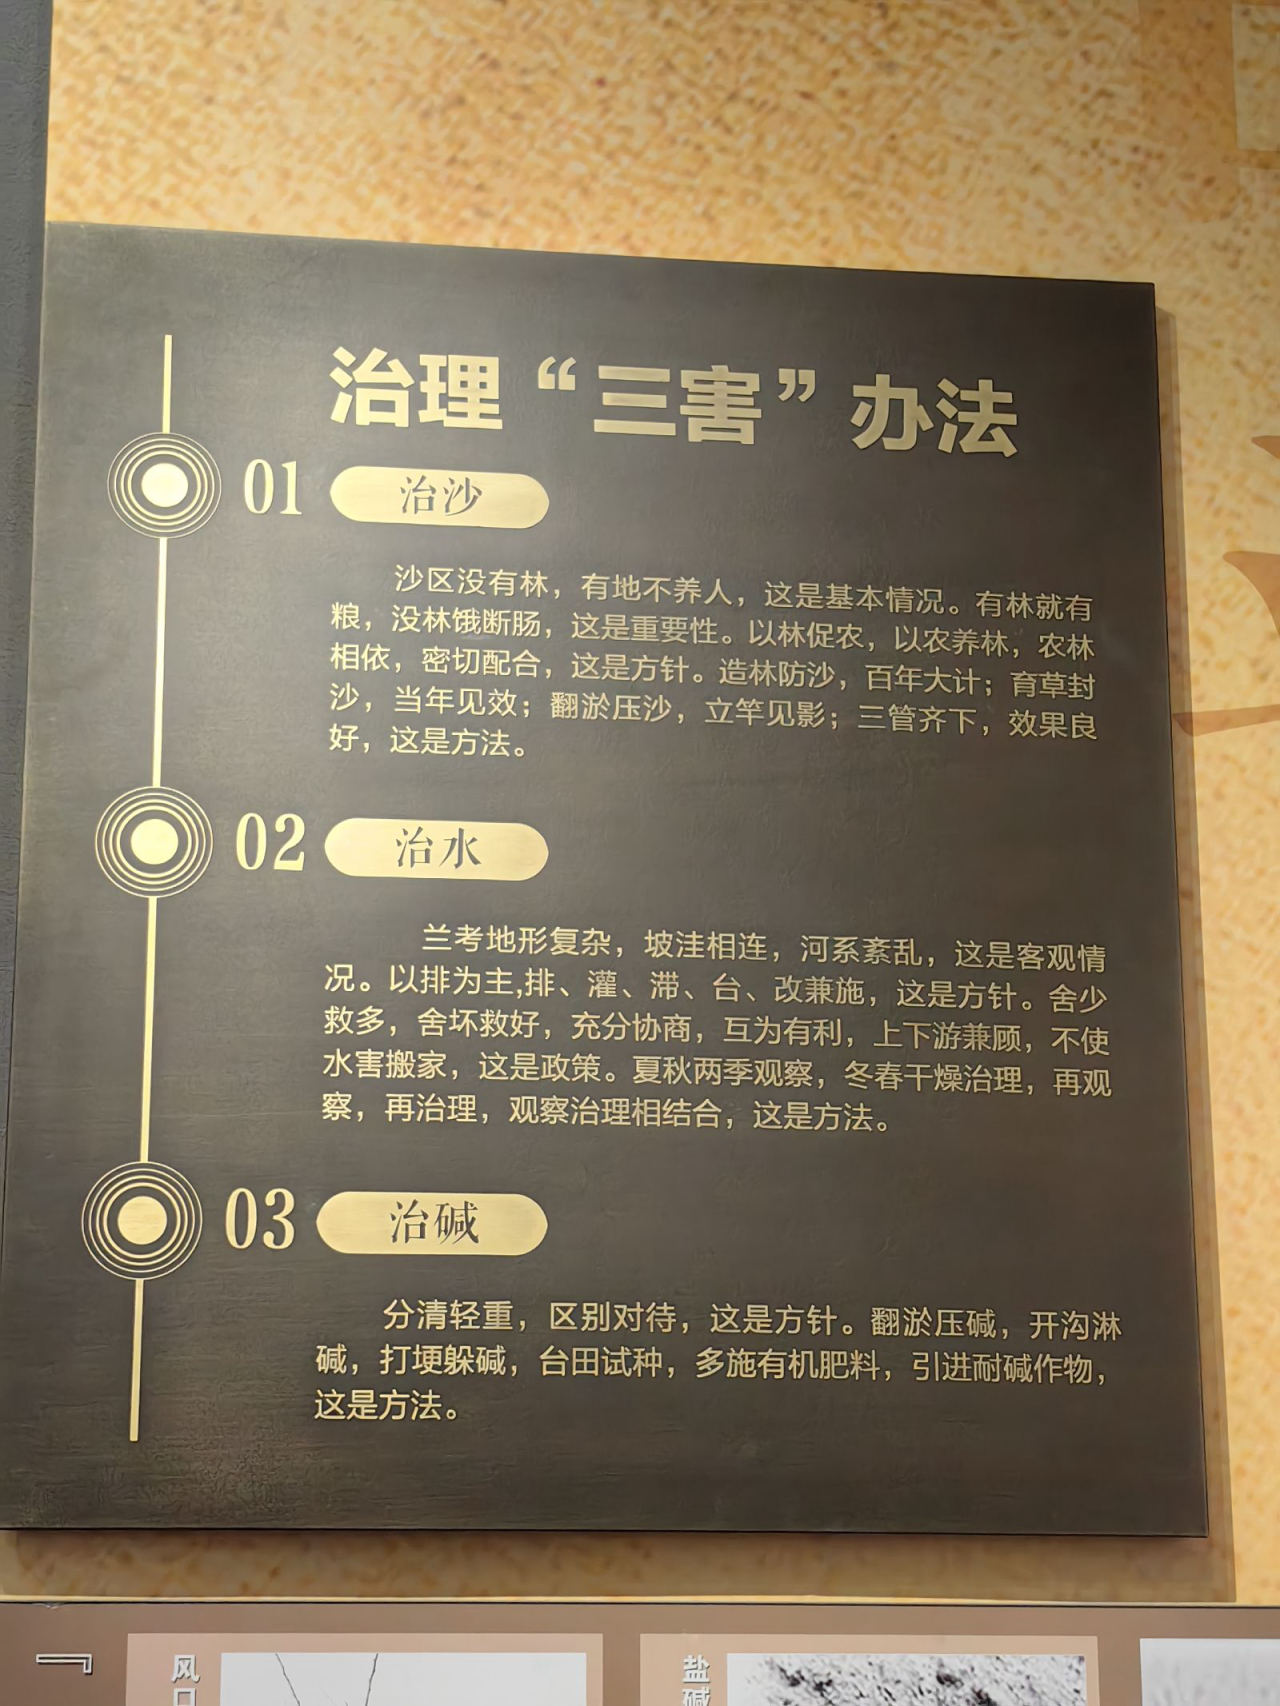 治理“三害”办法
01 治沙
沙区没有林，有地不养人，这是基本情况。有林就有
粮，没林饿断肠，这是重要性。以林促农，以农养林，农林
相依，密切配合，这是方针。造林防沙，百年大计；育草封
沙，当年见效；翻淤压沙，立竿见影；三管齐下，效果良
好，这是方法。
02 治水
兰考地形复杂，坡洼相连，河系紊乱，这是客观情
况。以排为主,排、灌、滞、台、改兼施，这是方针。舍少
救多，舍坏救好，充分协商，互为有利，上下游兼顾，不使
水害搬家，这是政策。夏秋两季观察，冬春干燥治理，再观
察，再治理，观察治理相结合，这是方法。
03 治碱
分清轻重，区别对待，这是方针。翻淤压碱，开沟淋
碱，打埂躲碱，台田试种，多施有机肥料，引进耐碱作物，
这是方法。
风口
盐碱